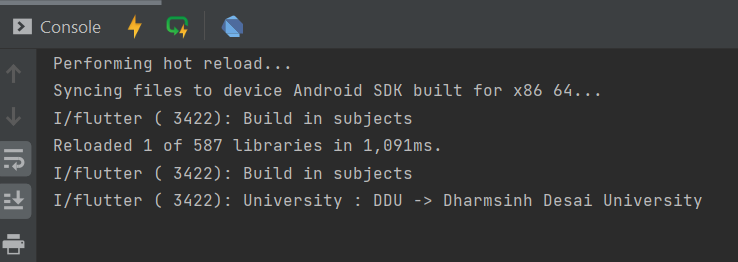 Console
Performing hot reload...
Syncing files to device Android SDK built for x86 64...
I/flutter ( 3422): Build in subjects
Reloaded 1 of 587 libraries in 1,091ms.
I/flutter ( 3422): Build in subjects
I/flutter ( 3422): University : DDU -> Dharmsinh Desai University